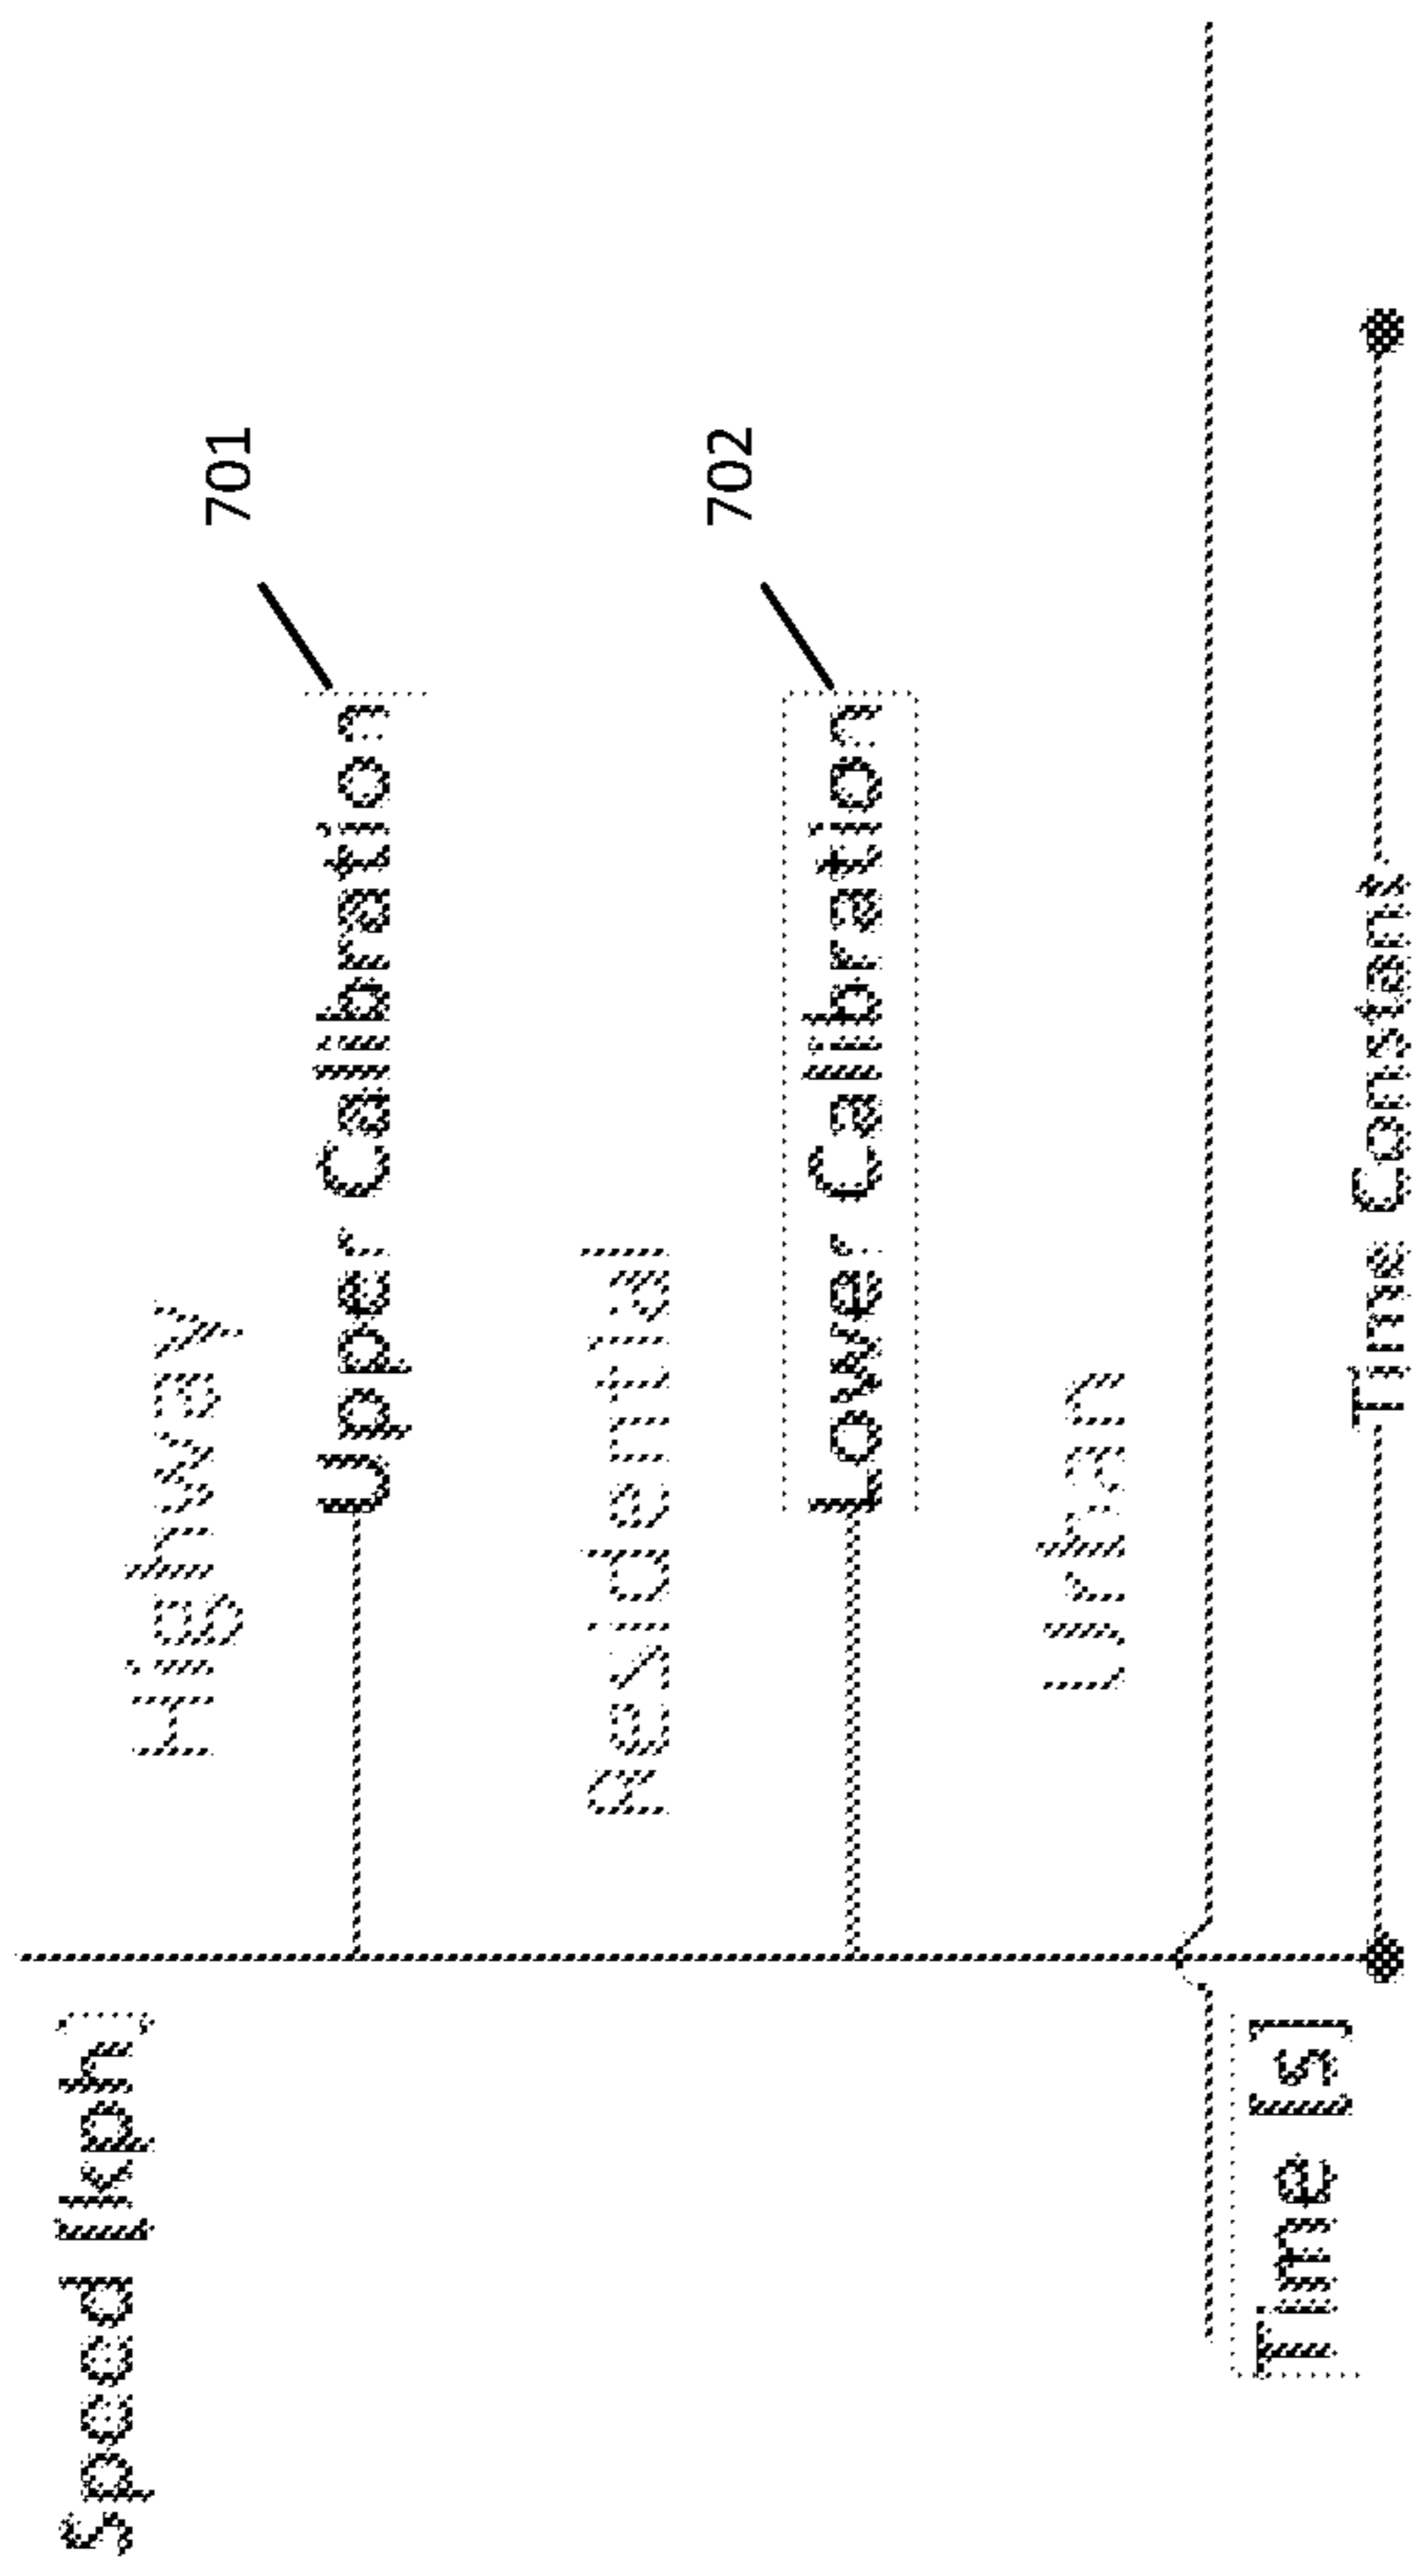 Speed [kph]
Highway
701
Upper Calibration
Residential
702
Lower Calibration
Urban
Time [s]
Time Constant